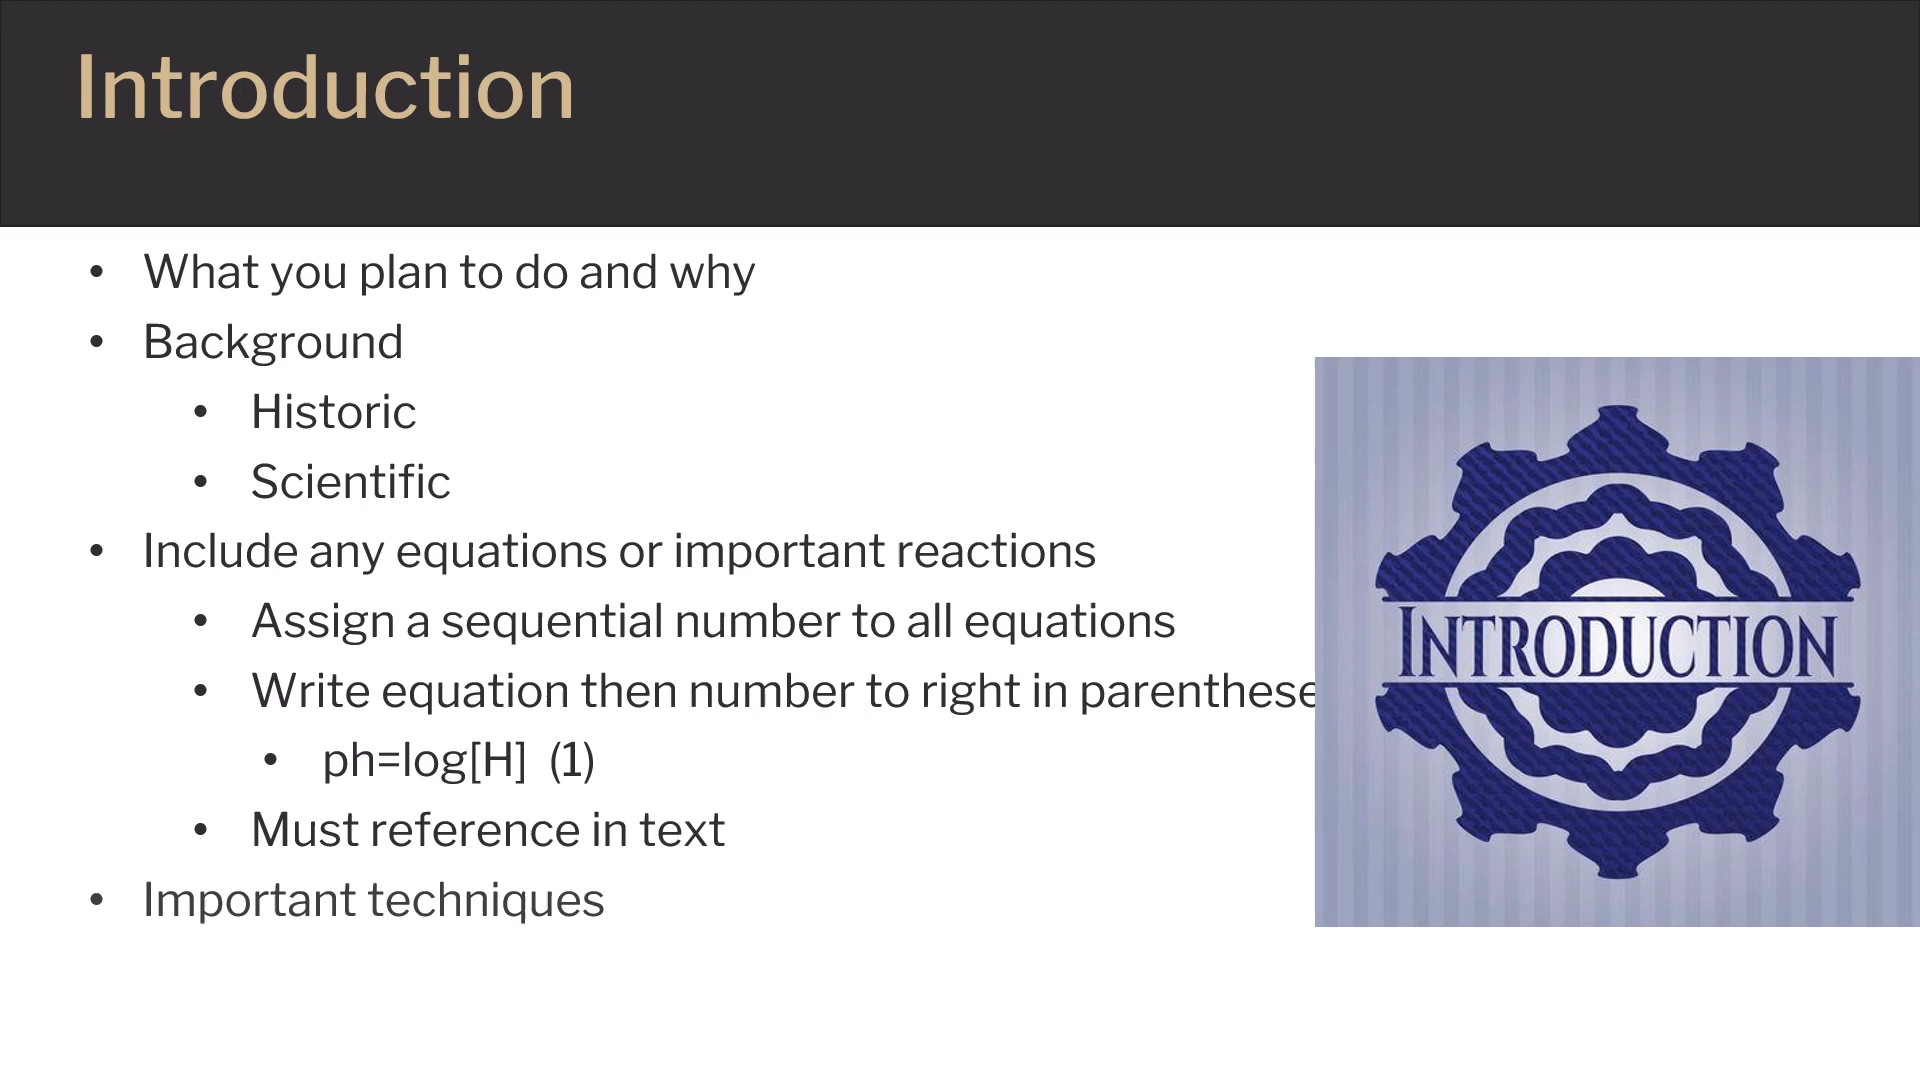 Introduction
• What you plan to do and why
• Background
• Historic
• Scientific
• Include any equations or important reactions
• Assign a sequential number to all equations
• Write equation then number to right in parenthese
• ph=log[H] (1)
• Must reference in text
• Important techniques
INTRODUCTION